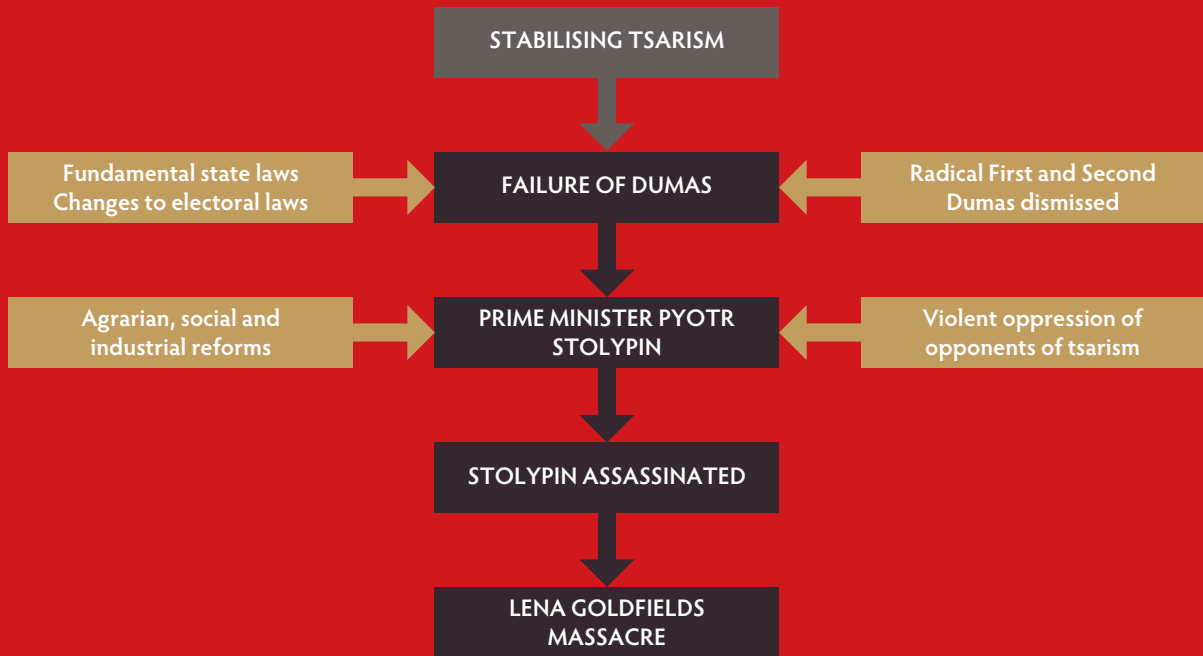 STABILISING TSARISM
Fundamental state laws
Changes to electoral laws
FAILURE OF DUMAS
Radical First and Second
Dumas dismissed
Agrarian, social and
industrial reforms
PRIME MINISTER PYOTR
STOLYPIN
Violent oppression of
opponents of tsarism
STOLYPIN ASSASSINATED
LENA GOLDFIELDS
MASSACRE